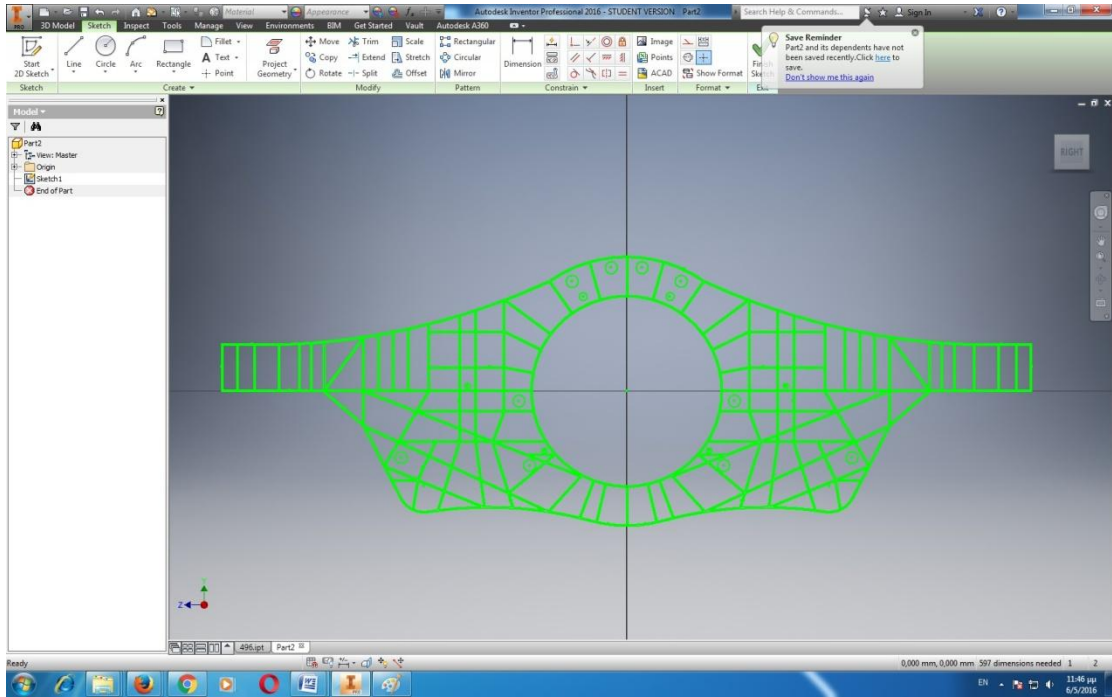 Material Appearance Autodesk Inventor Professional 2016 - STUDENT VERSION Part2 Search Help & Commands... Sign In
PRO 3D Model Sketch Inspect Tools Manage View Environments BIM Get Started Vault Autodesk A360
Start 2D Sketch
Line
Circle
Arc
Rectangle
Fillet
Text
Point
Project Geometry
Move Trim Scale
Copy Extend Stretch
Rotate Split Offset
Rectangular
Circular
Mirror
Dimension
Image
Points
ACAD
Show Format
Sketch Create Modify Pattern Constrain Insert Format
Save Reminder
Part2 and its dependents have not
been saved recently.Click here to
save.
Don't show me this again
Model
Part2
View: Master
Origin
Sketch1
End of Part
RIGHT
Y
Z
496.ipt Part2
Ready 0,000 mm, 0,000 mm 597 dimensions needed 1 2
EN 11:46 μμ
6/5/2016